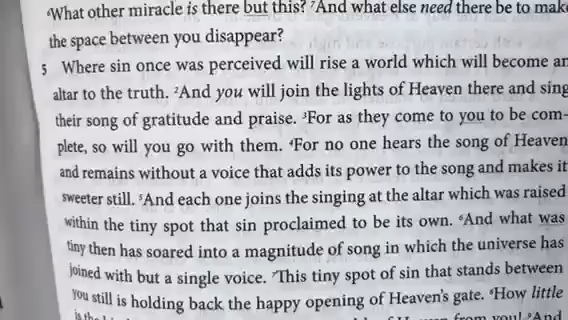 ⁶What other miracle is there but this? ⁷And what else need there be to make
the space between you disappear?
5 Where sin once was perceived will rise a world which will become an
altar to the truth. ²And you will join the lights of Heaven there and sing
their song of gratitude and praise. ³For as they come to you to be com-
plete, so will you go with them. ⁴For no one hears the song of Heaven
and remains without a voice that adds its power to the song and makes it
sweeter still. ⁵And each one joins the singing at the altar which was raised
within the tiny spot that sin proclaimed to be its own. ⁶And what was
tiny then has soared into a magnitude of song in which the universe has
joined with but a single voice. ⁷This tiny spot of sin that stands between
you still is holding back the happy opening of Heaven's gate. ⁸How little
is from you! ⁹And